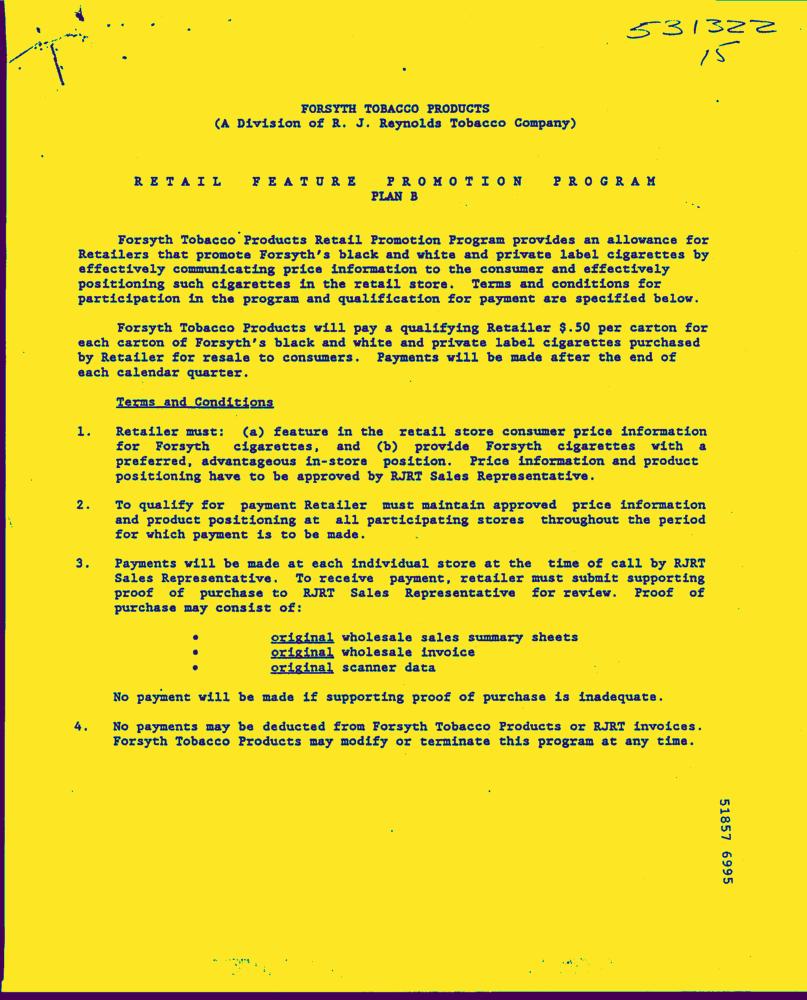 531322
15
FORSYTH TOBACCO PRODUCTS
(A Division of R. J. Reynolds Tobacco Company)
RETAIL FEATURE PROMOTION PROGRAM
PLAN B
Forsyth Tobacco Products Retail Promotion Program provides an allowance for
Retailers that promote Forsyth's black and white and private label cigarettes by
effectively communicating price information to the consumer and effectively
positioning such cigarettes in the retail store. Terms and conditions for
participation in the program and qualification for payment are specified below.
Forsyth Tobacco Products will pay a qualifying Retailer $.50 per carton for
each carton of Forsyth's black and white and private label cigarettes purchased
by Retailer for resale to consumers. Payments will be made after the end of
each calendar quarter.
Terms and Conditions
1. Retailer must: (a) feature in the retail store consumer price information
for Forsyth cigarettes, and (b) provide Forsyth cigarettes with a
preferred, advantageous in-store position. Price information and product
positioning have to be approved by RJRT Sales Representative.
2. To qualify for payment Retailer must maintain approved price information
and product positioning at all participating stores throughout the period
for which payment is to be made.
3. Payments will be made at each individual store at the time of call by RJRT
Sales Representative. To receive payment, retailer must submit supporting
proof of purchase to RJRT Sales Representative for review. Proof of
purchase may consist of:
• original wholesale sales summary sheets
• original wholesale invoice
• original scanner data
No payment will be made if supporting proof of purchase is inadequate.
4. No payments may be deducted from Forsyth Tobacco Products or RJRT invoices.
Forsyth Tobacco Products may modify or terminate this program at any time.
51857 6995